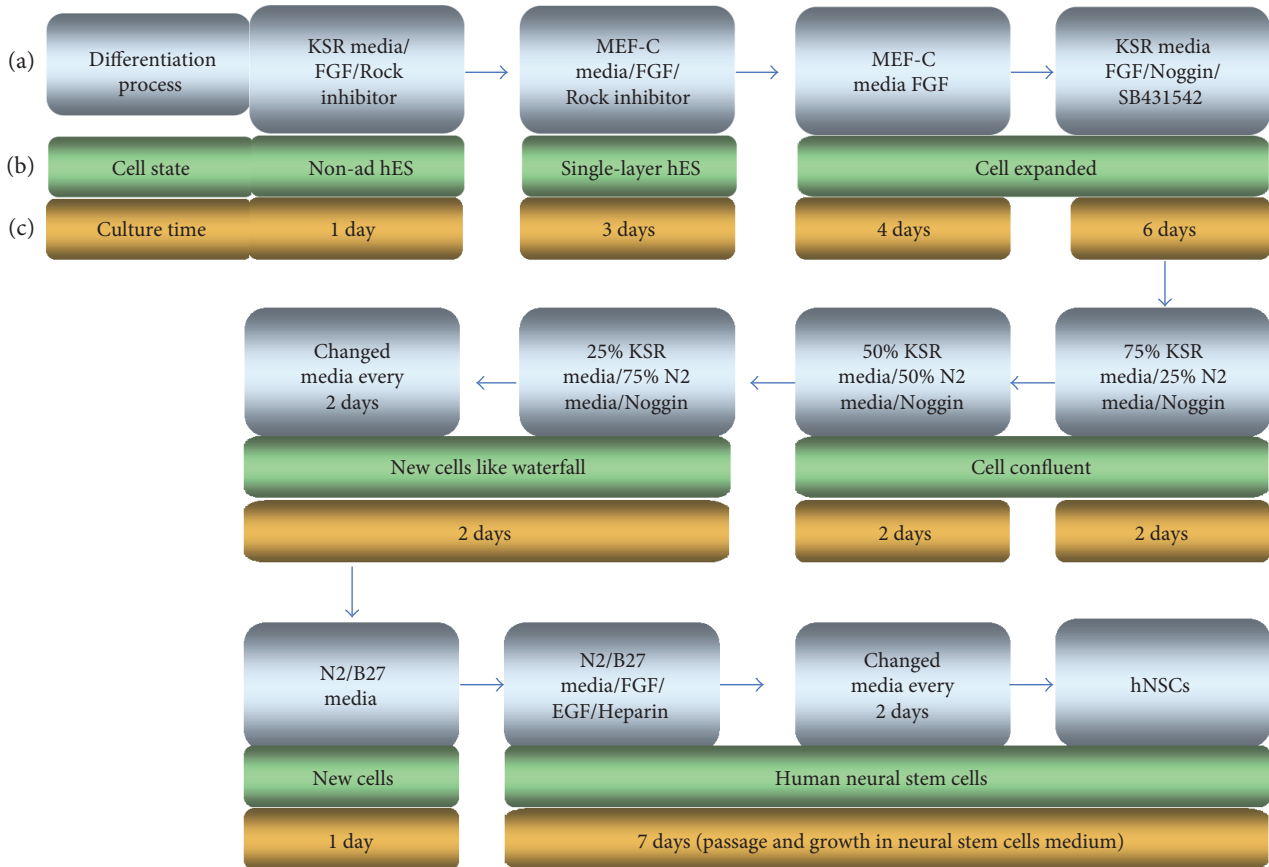 (a)
Differentiation
process
KSR media/
FGF/Rock
inhibitor
MEF-C
media/FGF/
Rock inhibitor
MEF-C
media FGF
KSR media
FGF/Noggin/
SB431542
(b)
Cell state
Non-ad hES
Single-layer hES
Cell expanded
(c)
Culture time
1 day
3 days
4 days
6 days
Changed
media every
2 days
25% KSR
media/75% N2
media/Noggin
50% KSR
media/50% N2
media/Noggin
75% KSR
media/25% N2
media/Noggin
New cells like waterfall
Cell confluent
2 days
2 days
2 days
N2/B27
media
N2/B27
media/FGF/
EGF/Heparin
Changed
media every
2 days
hNSCs
New cells
Human neural stem cells
1 day
7 days (passage and growth in neural stem cells medium)